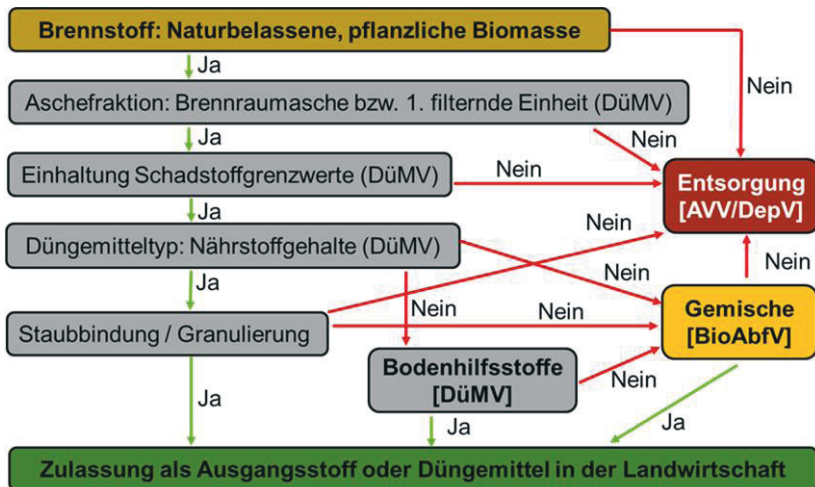 Brennstoff: Naturbelassene, pflanzliche Biomasse
Ja
Nein
Aschefraktion: Brennraumasche bzw. 1. filternde Einheit (DüMV)
Ja
Nein
Einhaltung Schadstoffgrenzwerte (DüMV)
Nein
Entsorgung
[AVV/DepV]
Ja
Nein
Düngemitteltyp: Nährstoffgehalte (DüMV)
Ja
Nein
Nein
Nein
Staubbindung / Granulierung
Nein
Gemische
[BioAbfV]
Bodenhilfsstoffe
[DüMV]
Nein
Ja
Ja
Ja
Zulassung als Ausgangsstoff oder Düngemittel in der Landwirtschaft